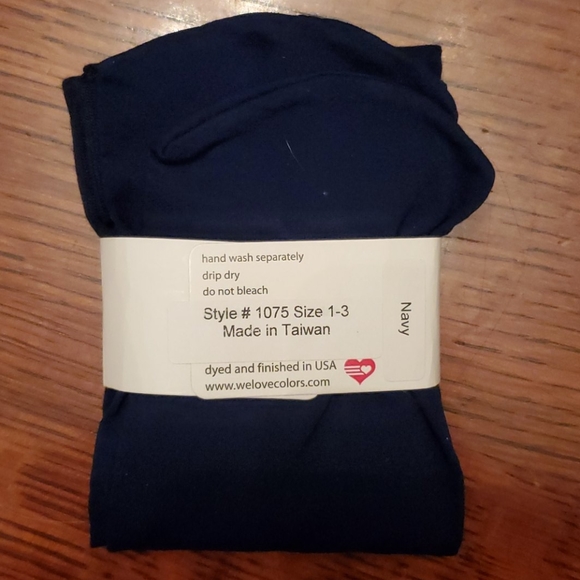 hand wash separately
drip dry
do not bleach
Style # 1075 Size 1-3
Made in Taiwan
dyed and finished in USA
www.welovecolors.com
Navy